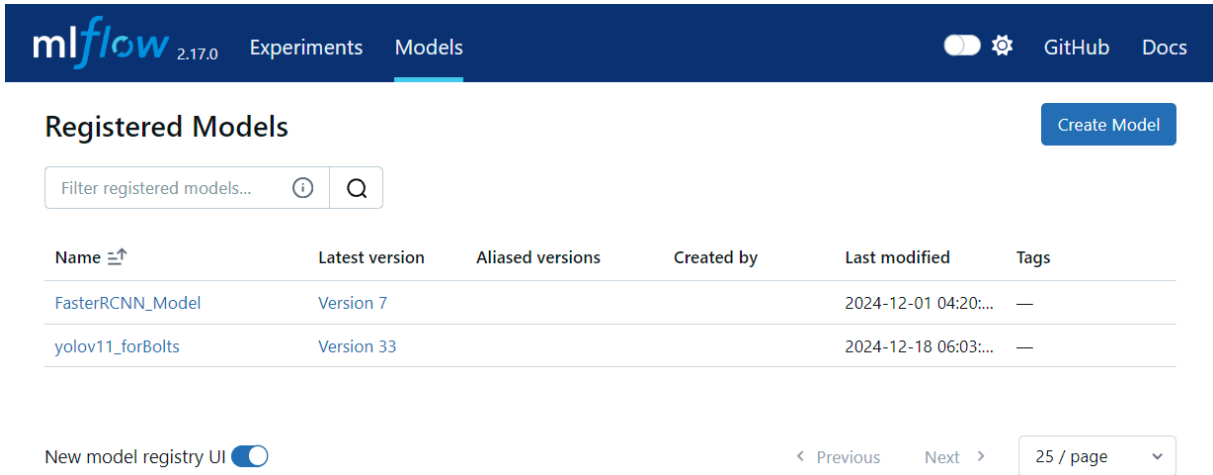 mlflow 2.17.0 Experiments Models GitHub Docs
Registered Models Create Model
Filter registered models...
Name Latest version Aliased versions Created by Last modified Tags
FasterRCNN_Model Version 7 2024-12-01 04:20:... —
yolov11_forBolts Version 33 2024-12-18 06:03:... —
New model registry UI Previous Next 25 / page